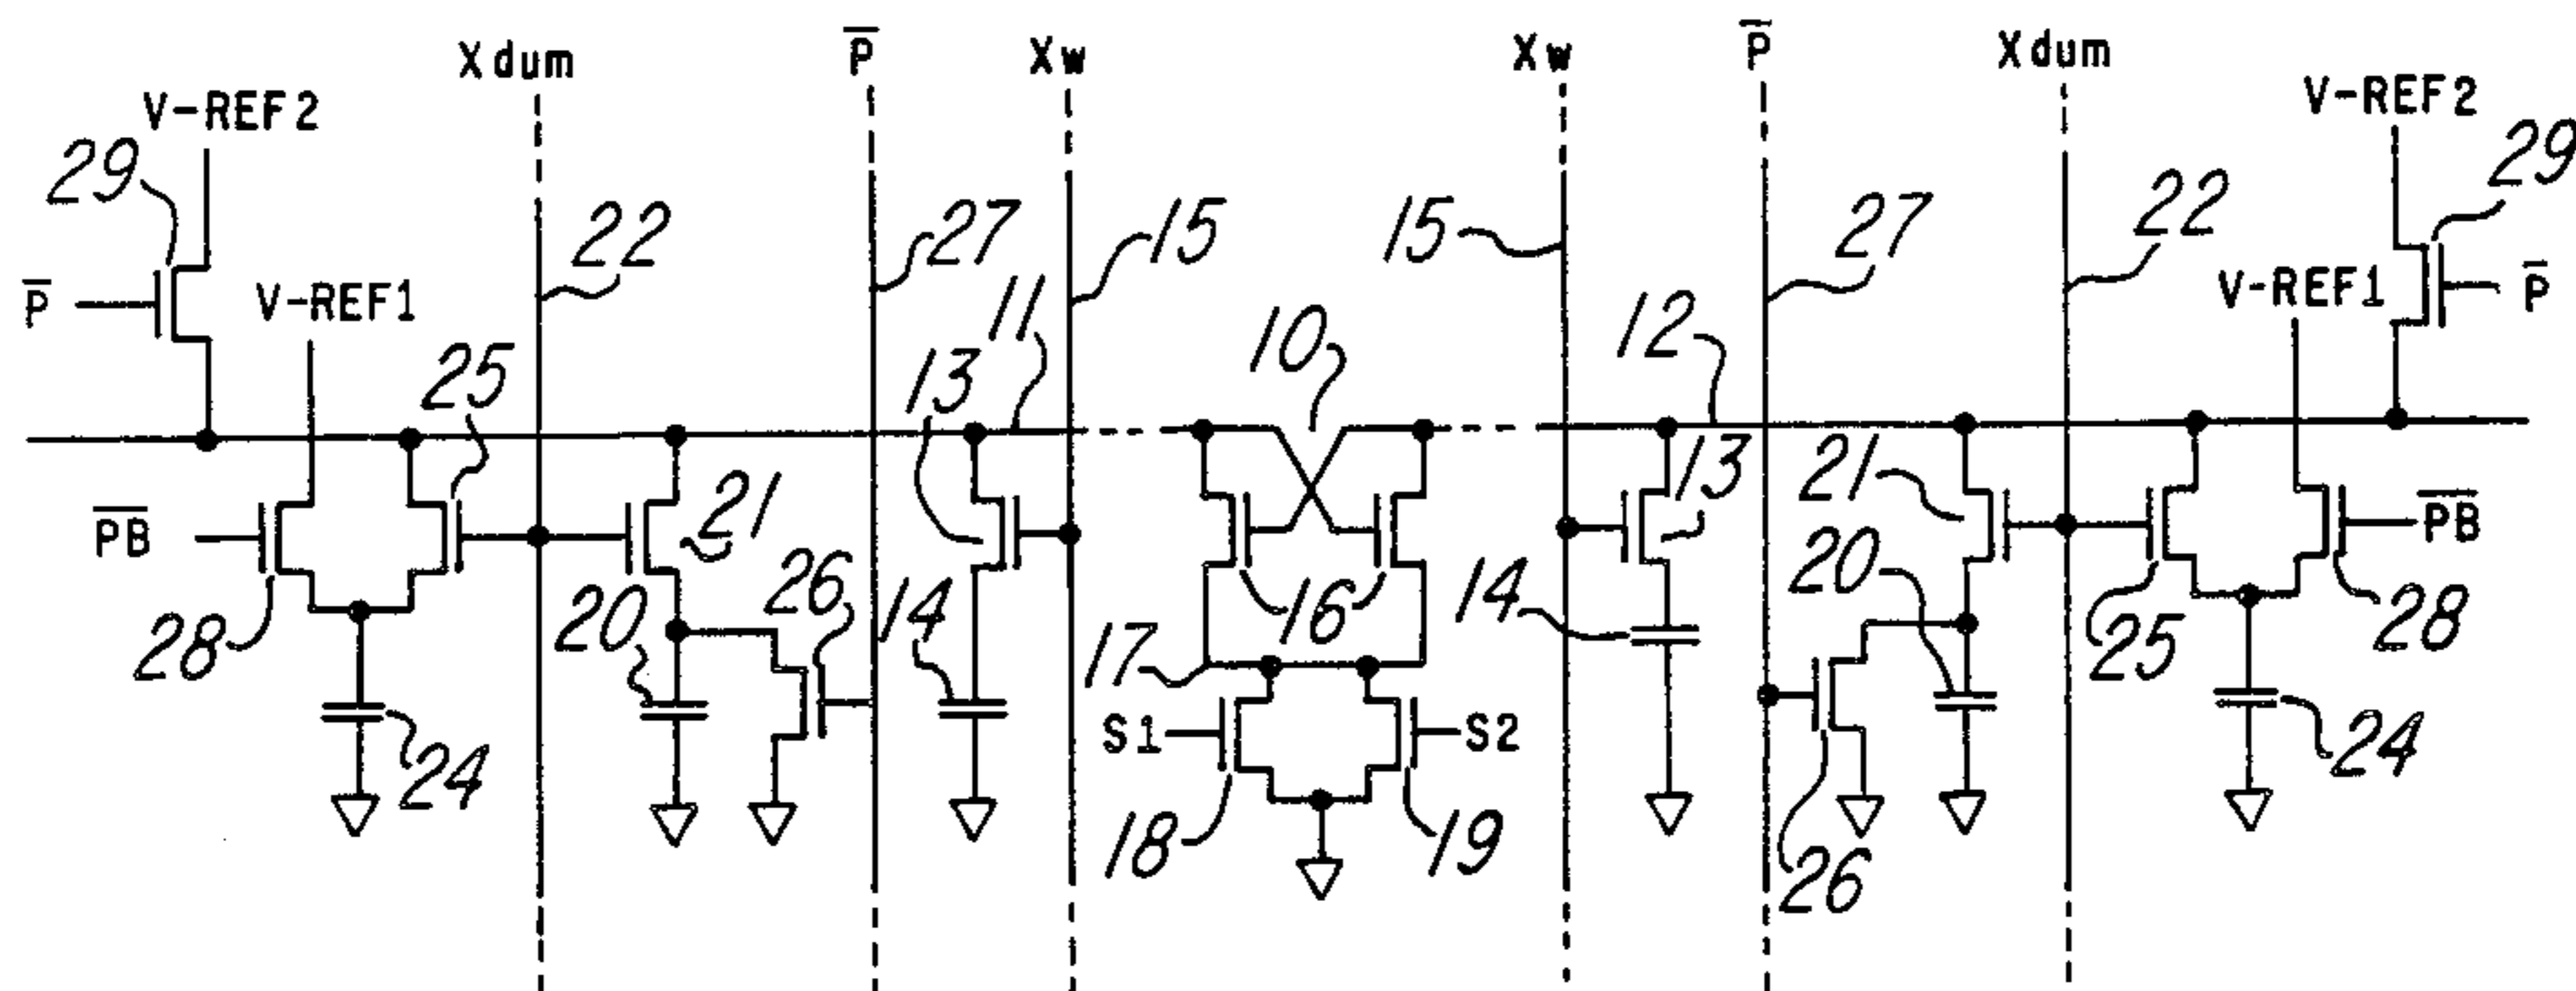 Xdum P̅ Xw Xw P̅ Xdum
V-REF2 V-REF2
29 29
22 27 15 15 27 22
P̅ V-REF1 V-REF1 P̅
11 10 12
25 13 13
P̅B̅ 21 21 P̅B̅
28 20 26 14 16 14 20 25 28
17
24 S1 S2 24
18 19 26